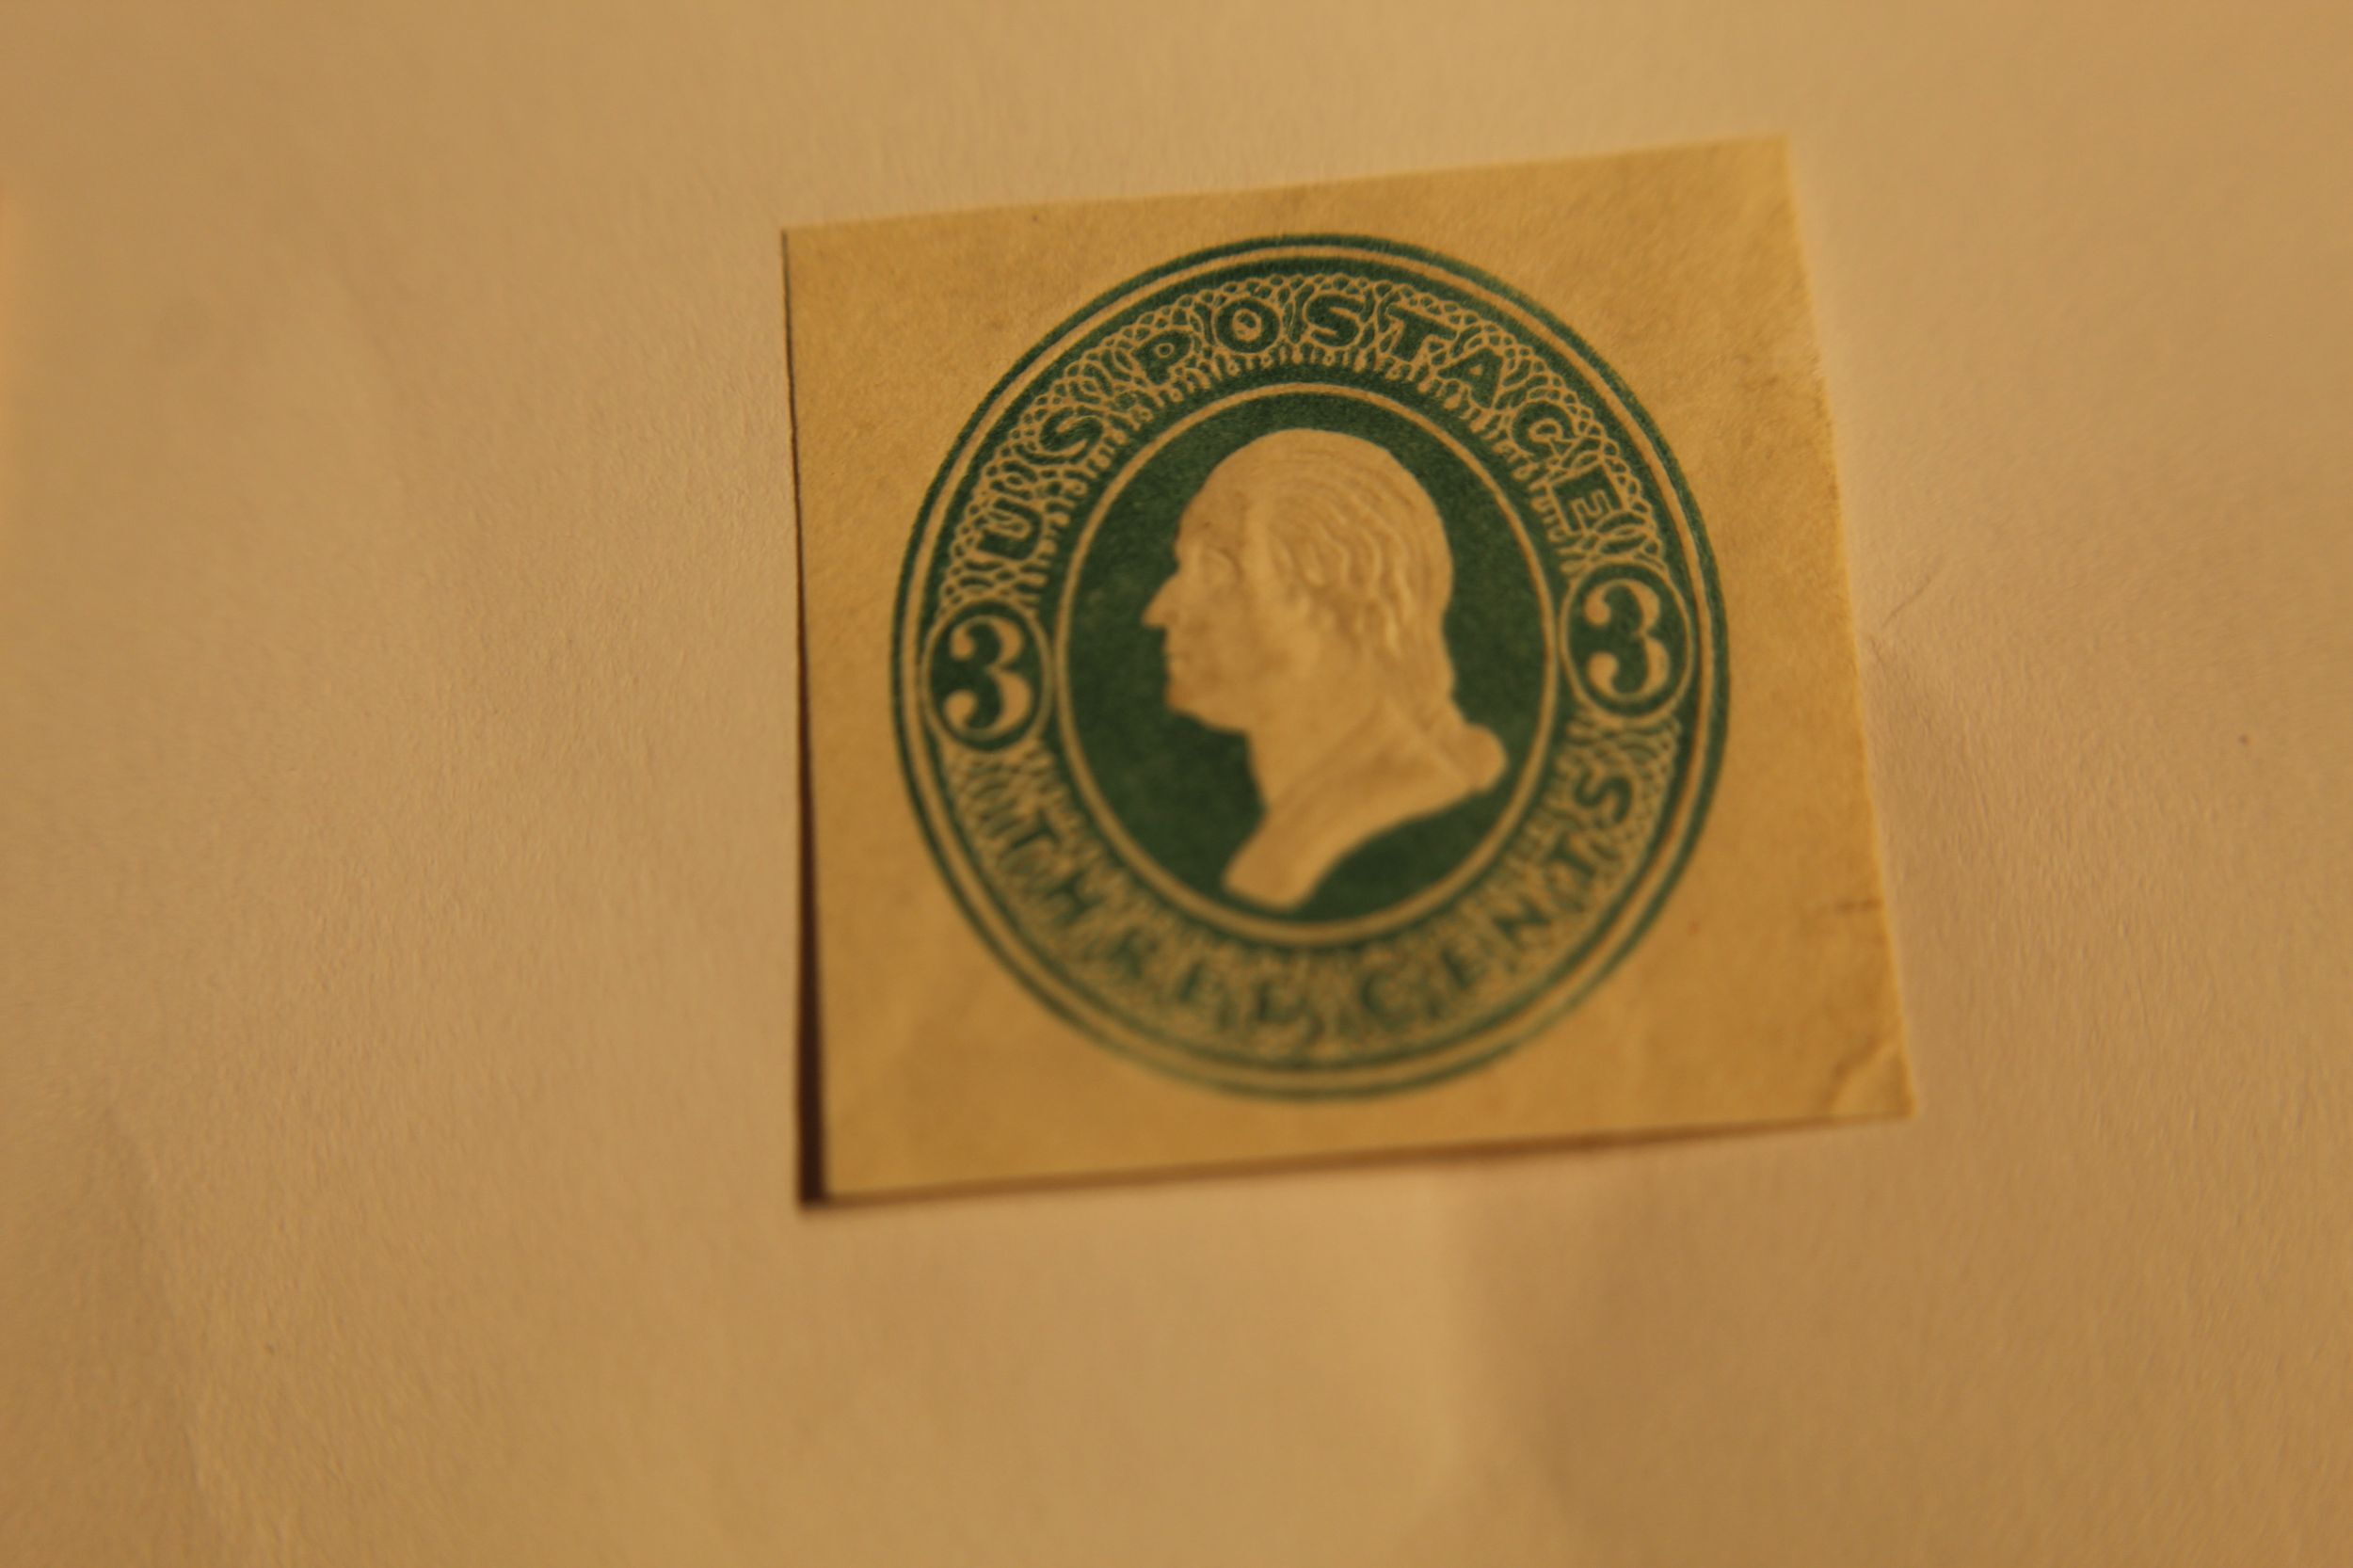 U S POSTAGE
3 3
THREE CENTS